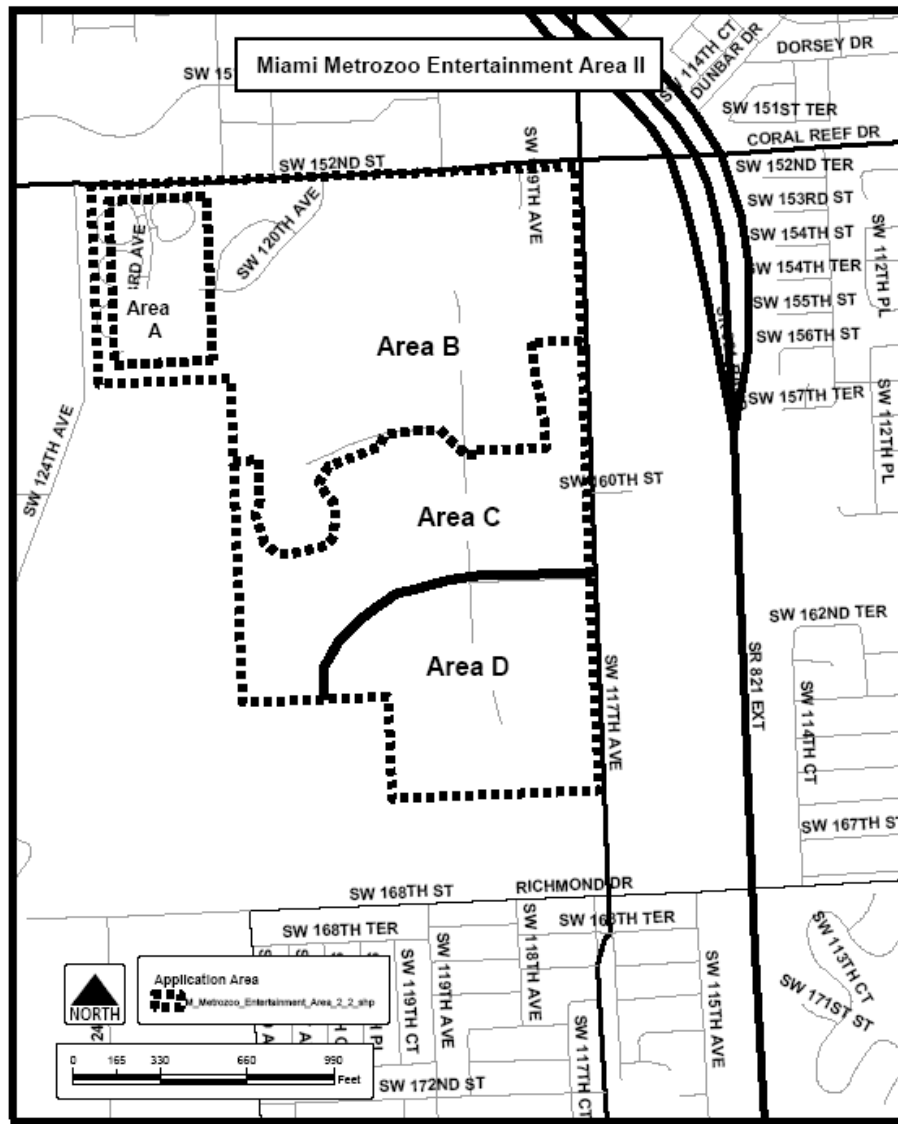 Miami Metrozoo Entertainment Area II
SW 114TH CT
DUNBAR DR
DORSEY DR
SW 151ST TER
CORAL REEF DR
SW 152ND ST
SW 152ND TER
SW 153RD ST
SW 154TH ST
SW 154TH TER
SW 155TH ST
SW 156TH ST
SW 157TH TER
SW 112TH PL
SW 112TH PL
SW 120TH AVE
RD AVE
Area
A
Area B
SW 124TH AVE
SW 160TH ST
Area C
SW 162ND TER
Area D
SW 117TH AVE
SR 821 EXT
SW 114TH CT
SW 167TH ST
SW 168TH ST
RICHMOND DR
SW 168TH TER
SW 119TH CT
SW 119TH AVE
SW 118TH AVE
SW 117TH CT
SW 115TH AVE
SW 113TH CT
SW 171ST ST
SW 172ND ST
NORTH
Application Area
M_Metrozoo_Entertainment_Area_2_2_shp
0 165 330 660 990
Feet